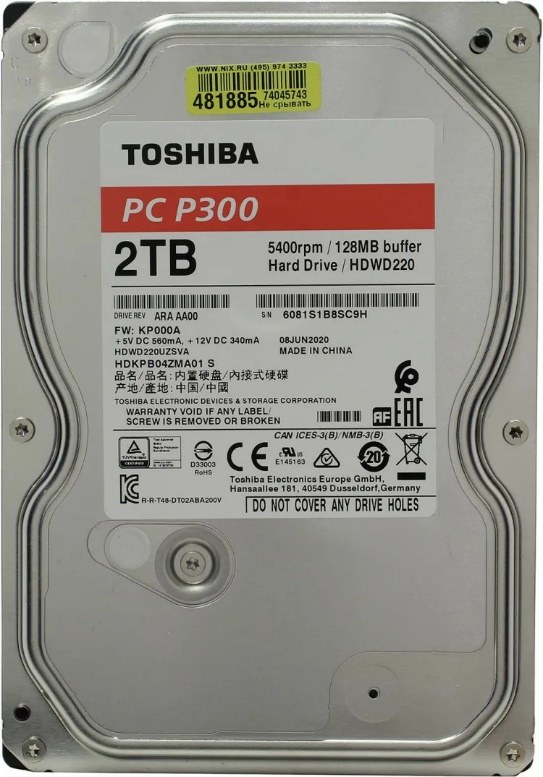 WWW.NIX.RU (495) 974 3333
481885 74045743
Не срывать
TOSHIBA
PC P300
2TB
5400rpm / 128MB buffer
Hard Drive / HDWD220
DRIVE REV ARA AA00
S/N 6081S1B8SC9H
FW: KP000A
+5V DC 560mA, +12V DC 340mA
08JUN2020
HDWD220UZSVA
MADE IN CHINA
HDKPB04ZMA01 S
品名/品名: 内置硬盘/內接式硬碟
产地/產地: 中国/中國
TOSHIBA ELECTRONIC DEVICES & STORAGE CORPORATION
WARRANTY VOID IF ANY LABEL/
SCREW IS REMOVED OR BROKEN
AF EAC
CAN ICES-3(B)/NMB-3(B)
D33003
RoHS
CE
E145163
20
Toshiba Electronics Europe GmbH,
Hansaallee 181, 40549 Dusseldorf,Germany
R-R-T48-DT02ABA200V
DO NOT COVER ANY DRIVE HOLES